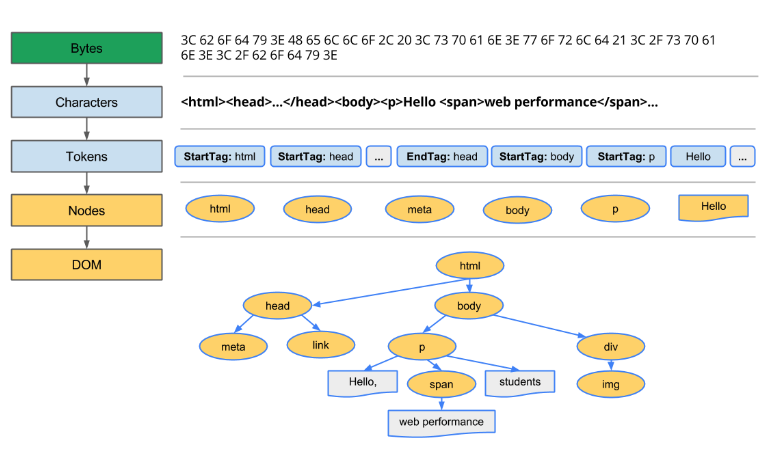 Bytes
3C 62 6F 64 79 3E 48 65 6C 6C 6F 2C 20 3C 73 70 61 6E 3E 77 6F 72 6C 64 21 3C 2F 73 70 61
6E 3E 3C 2F 62 6F 64 79 3E
Characters
<html><head>...</head><body><p>Hello <span>web performance</span>...
Tokens
StartTag: html StartTag: head ... EndTag: head StartTag: body StartTag: p Hello ...
Nodes
html head meta body p Hello
DOM
html
head body
meta link p div
Hello, span students img
web performance